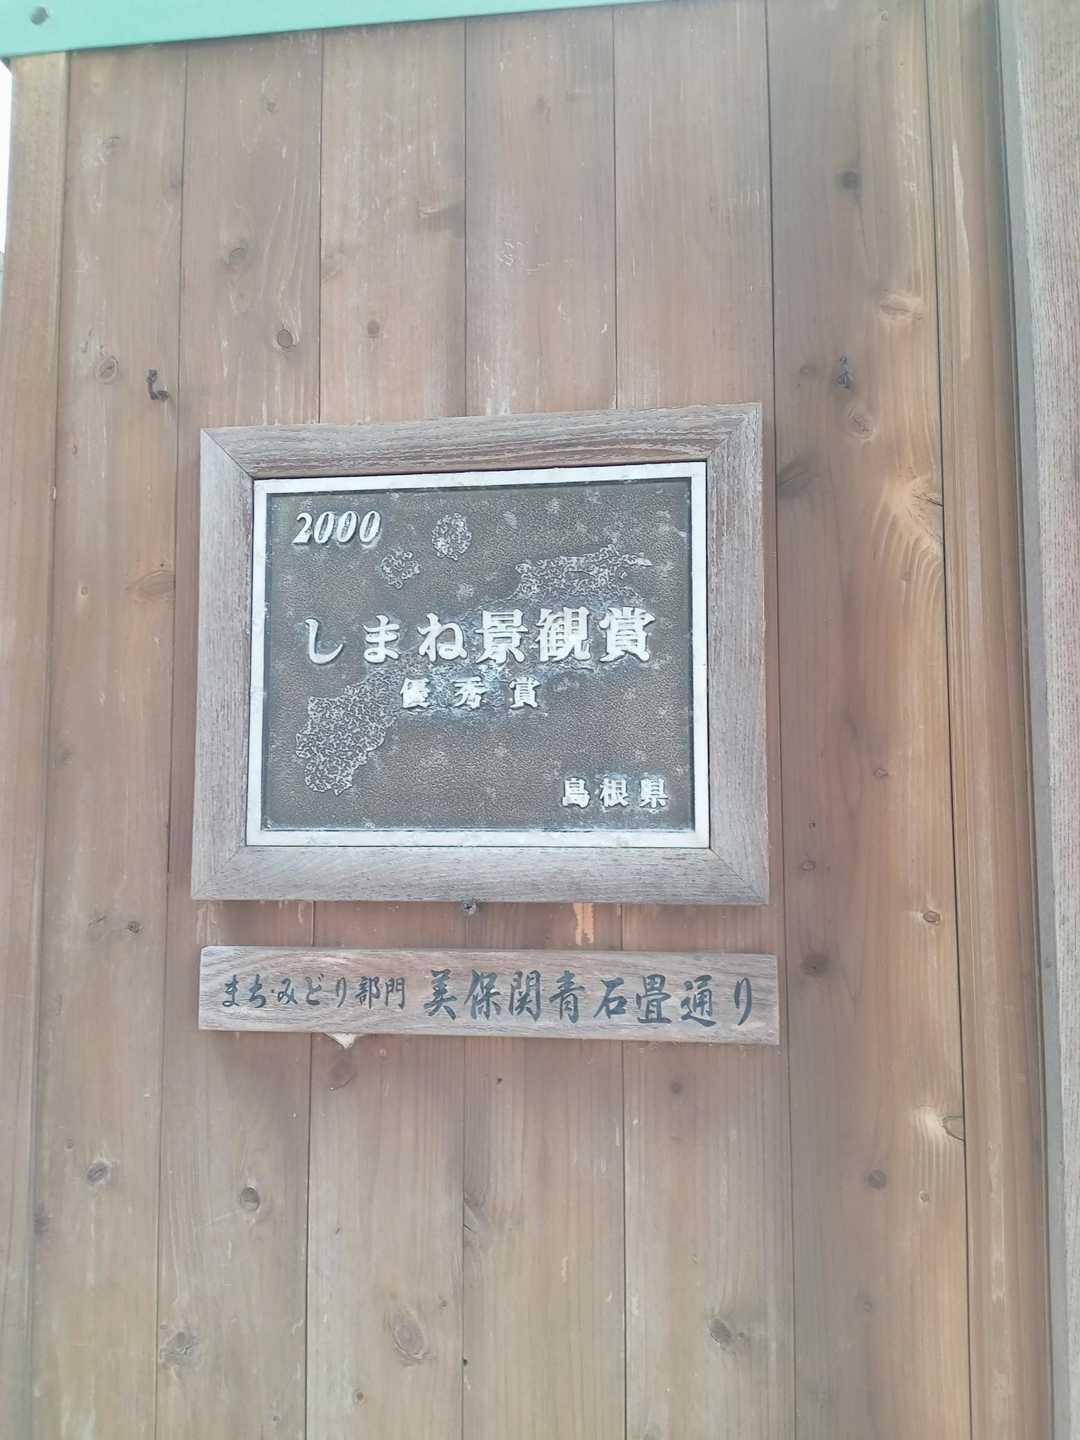 2000
しまね景観賞
優秀賞
島根県
まち・みどり部門 美保関青石畳通り